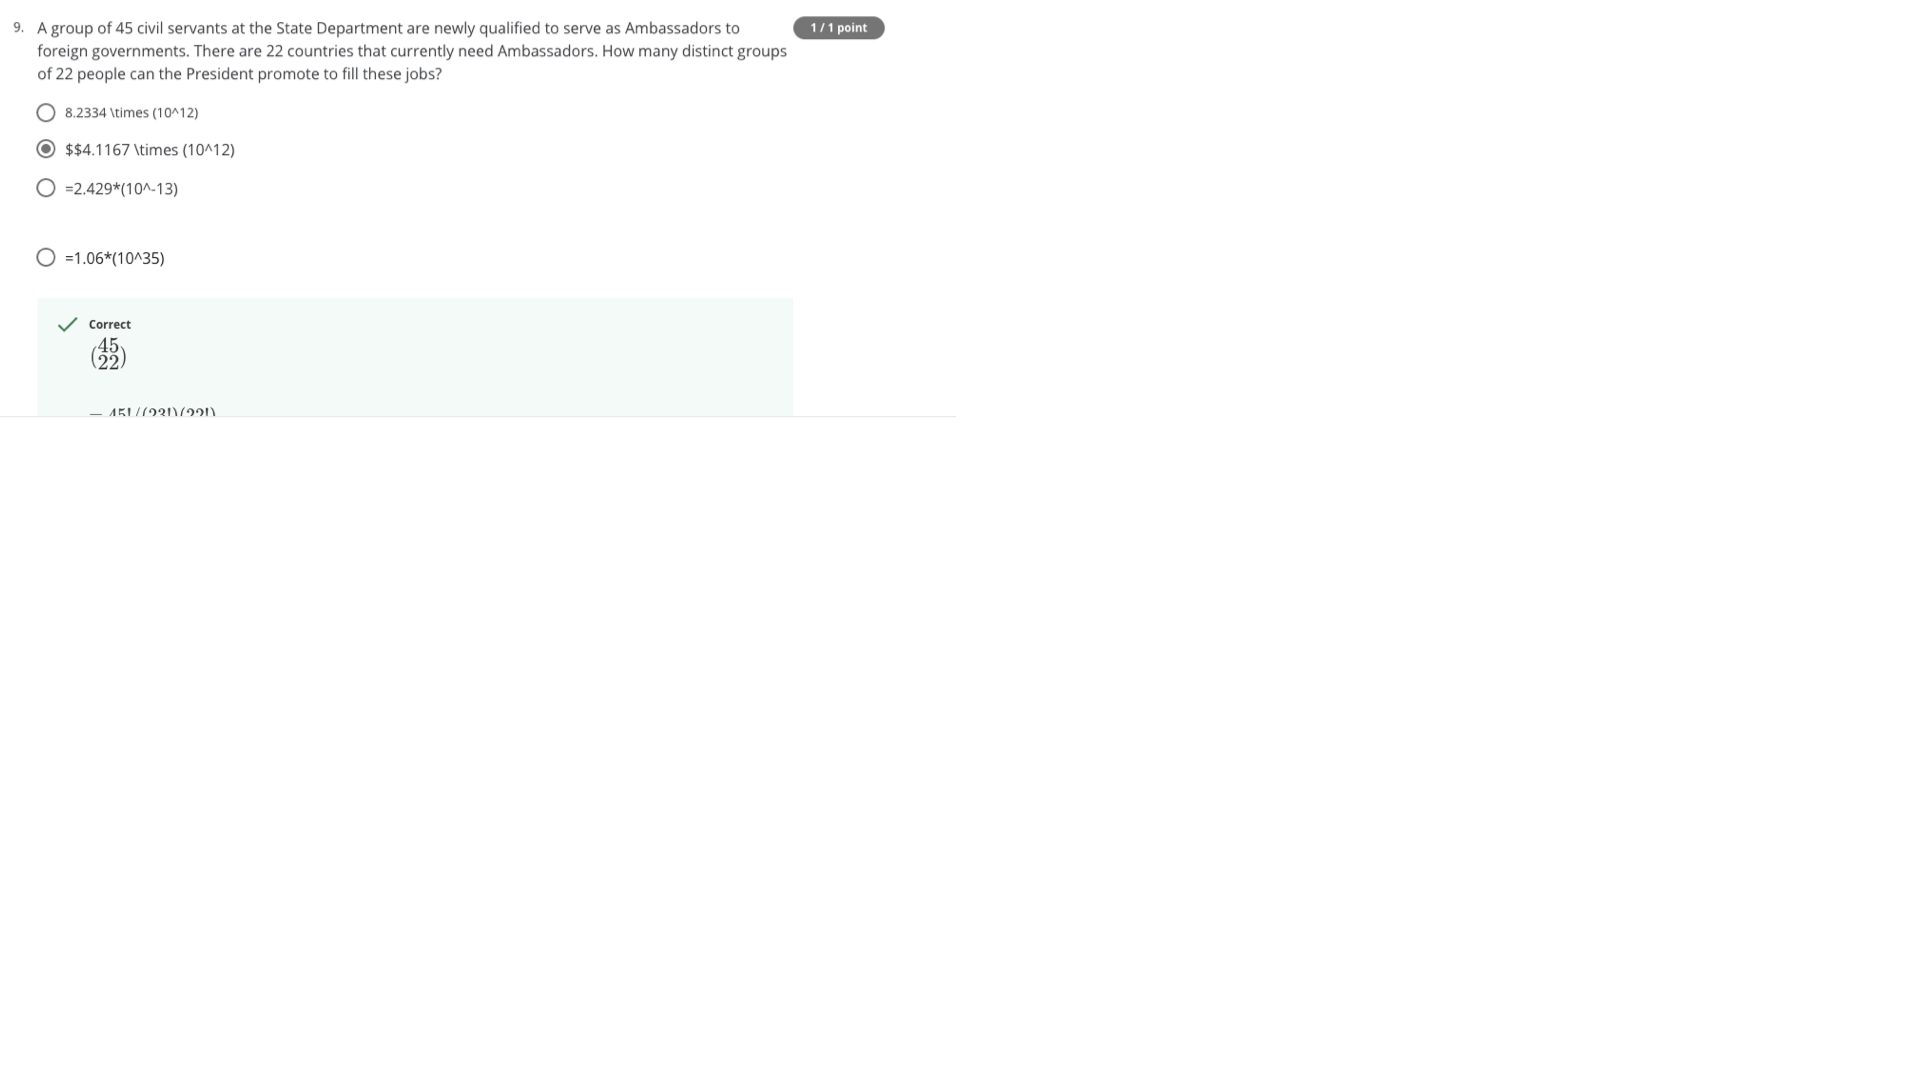 9. A group of 45 civil servants at the State Department are newly qualified to serve as Ambassadors to
1 / 1 point
foreign governments. There are 22 countries that currently need Ambassadors. How many distinct groups
of 22 people can the President promote to fill these jobs?
8.2334 \times (10^12)
$$4.1167 \times (10^12)
=2.429*(10^-13)
=1.06*(10^35)
Correct
(45
22)
= 45!/(23!)(22!)